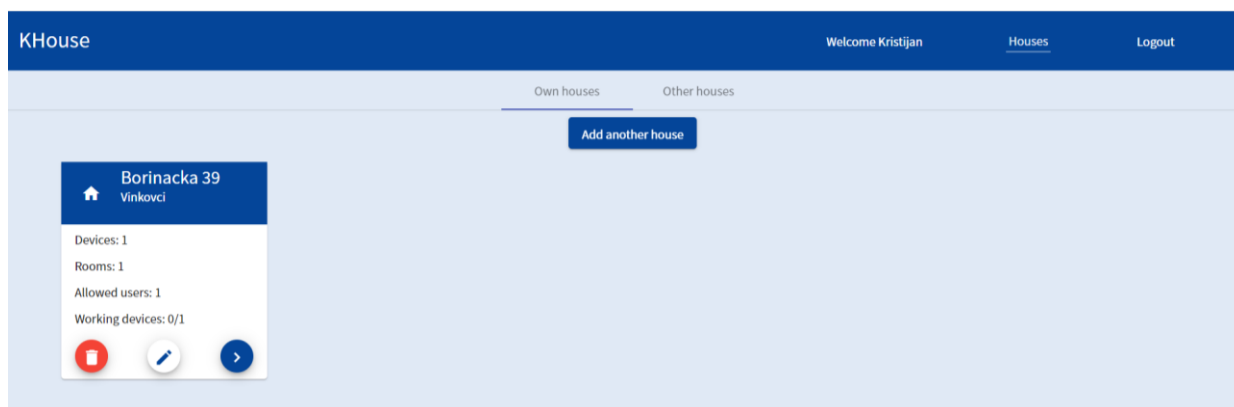 KHouse
Welcome Kristijan
Houses
Logout
Own houses
Other houses
Add another house
Borinacka 39
Vinkovci
Devices: 1
Rooms: 1
Allowed users: 1
Working devices: 0/1